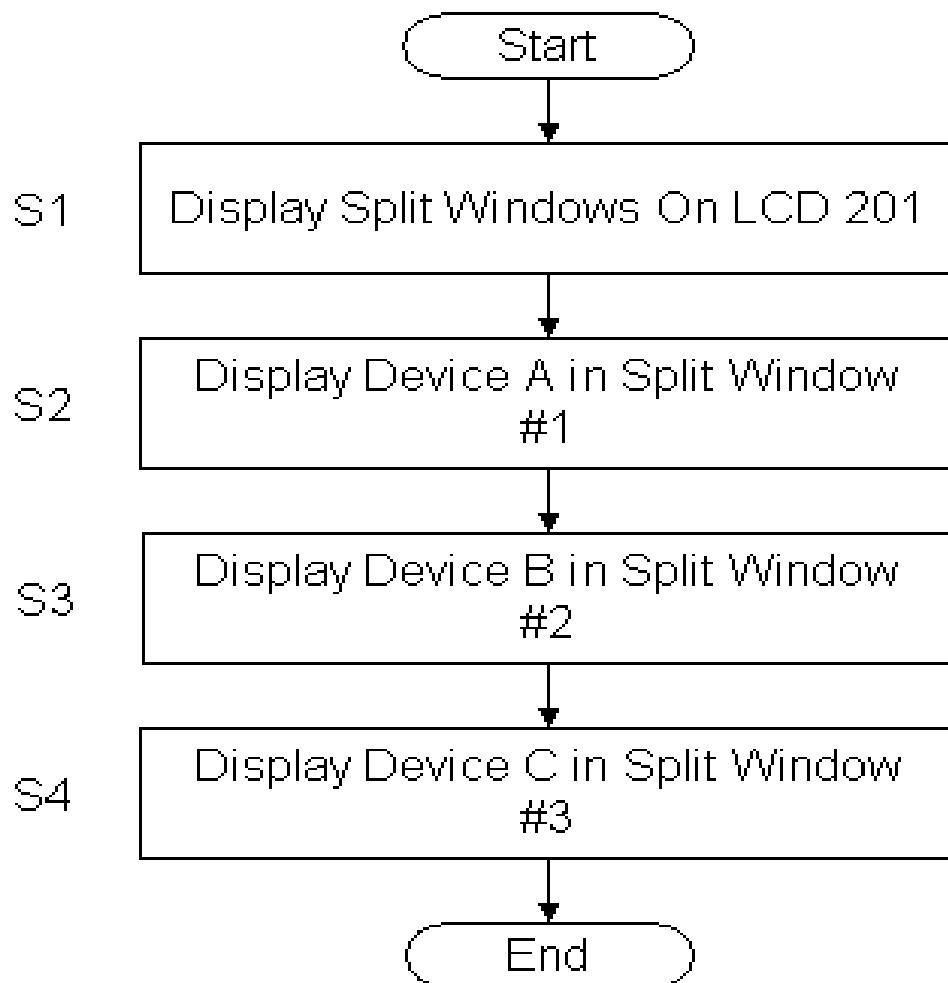 Start
S1
Display Split Windows On LCD 201
S2
Display Device A in Split Window
#1
S3
Display Device B in Split Window
#2
S4
Display Device C in Split Window
#3
End